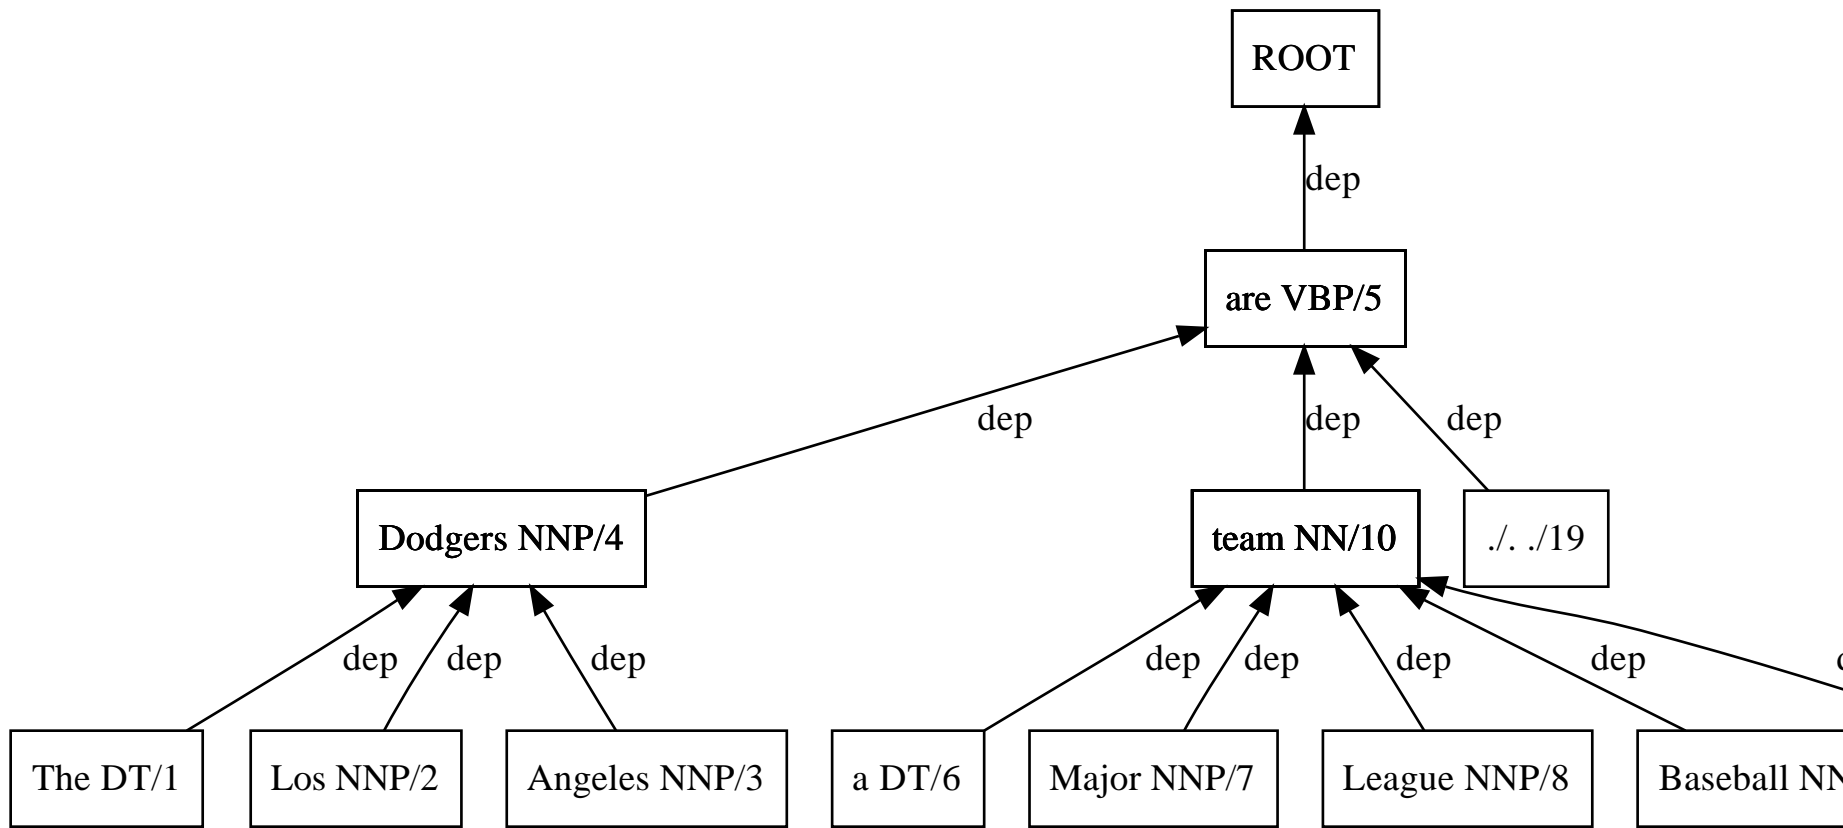 ROOT
dep
are VBP/5
dep dep dep
Dodgers NNP/4 team NN/10 ./. ./19
dep dep dep dep dep dep dep
The DT/1 Los NNP/2 Angeles NNP/3 a DT/6 Major NNP/7 League NNP/8 Baseball